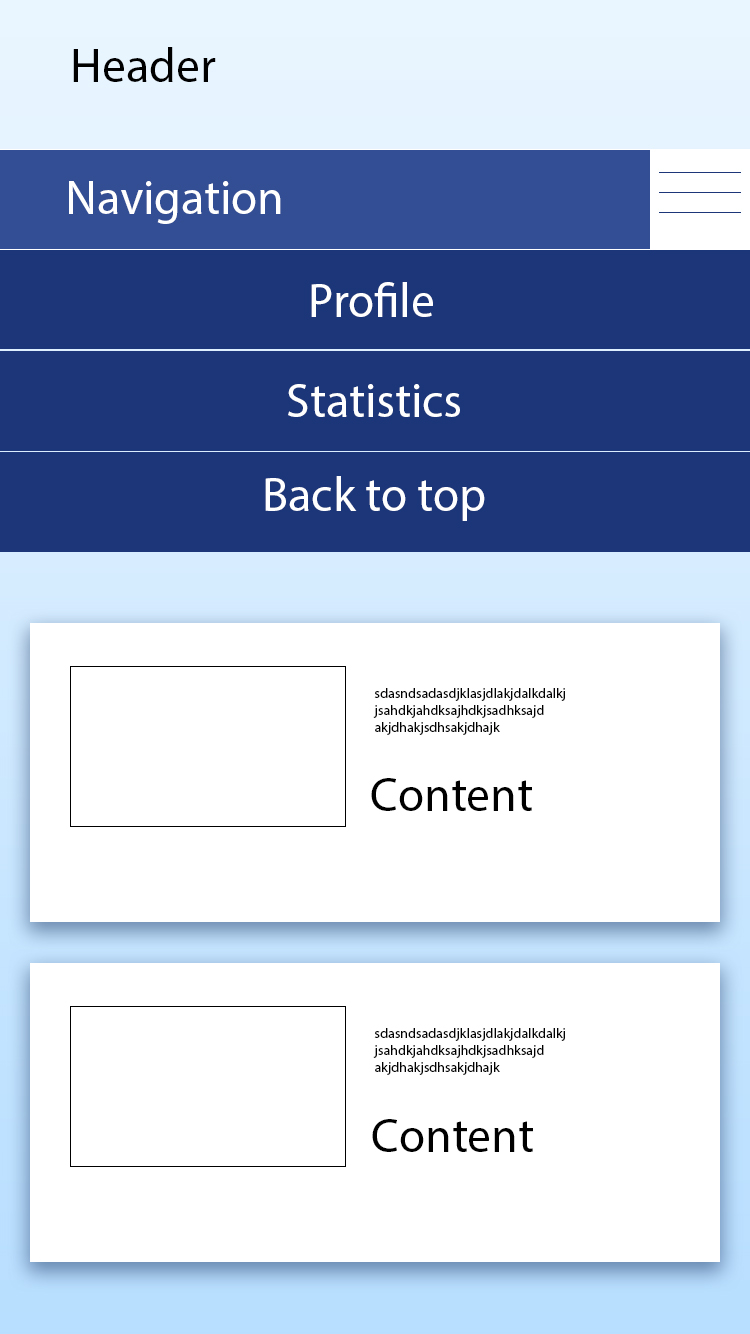 Header
Navigation
Profile
Statistics
Back to top
sdasndsadasdjklasjdlakjdalkdalkj
jsahdkjahdksajhdkjsadhksajd
akjdhakjsdhsakjdhajk
Content
sdasndsadasdjklasjdlakjdalkdalkj
jsahdkjahdksajhdkjsadhksajd
akjdhakjsdhsakjdhajk
Content